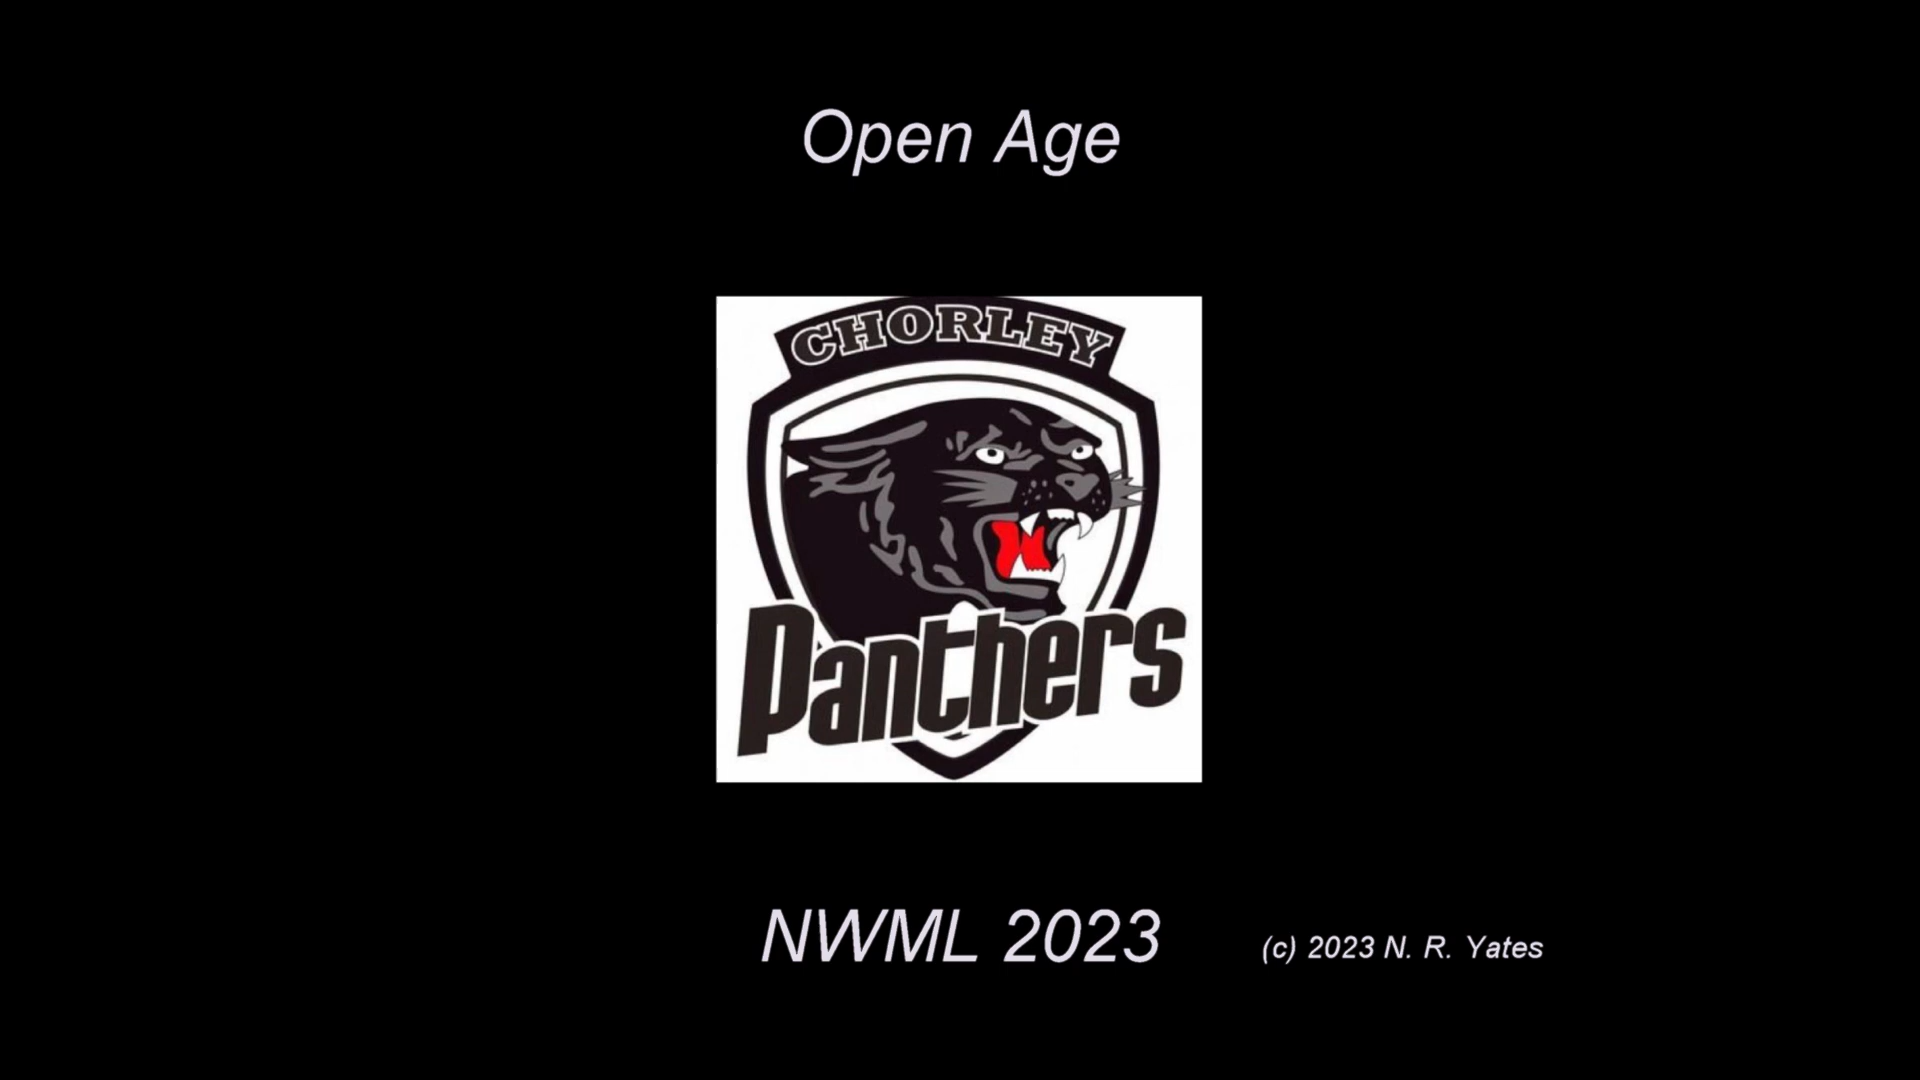 Open Age
CHORLEY
Panthers
NWML 2023
(c) 2023 N. R. Yates